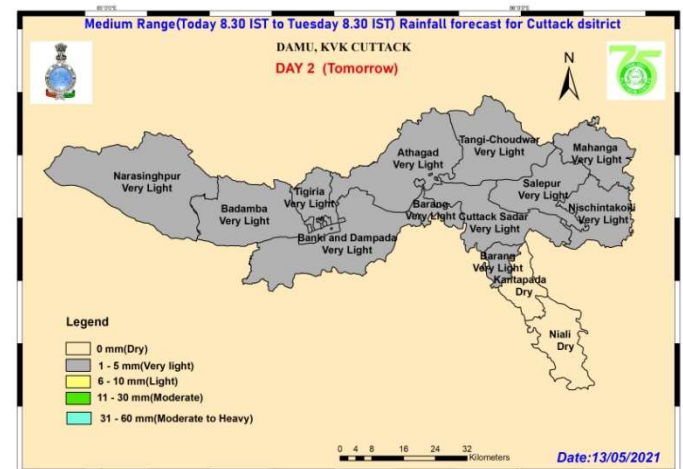 Medium Range(Today 8.30 IST to Tuesday 8.30 IST) Rainfall forecast for Cuttack dsitrict
DAMU, KVK CUTTACK
DAY 2 (Tomorrow)
N
75
Narasinghpur
Very Light
Badamba
Very Light
Tigiria
Very Light
Banki and Dampada
Very Light
Athagad
Very Light
Tangi-Choudwar
Very Light
Mahanga
Very Light
Salepur
Very Light
Nischintakoili
Very Light
Barang
Very Light
Cuttack Sadar
Very Light
Barang
Very Light
Kantapada
Dry
Niali
Dry
Legend
0 mm(Dry)
1 - 5 mm(Very light)
6 - 10 mm(Light)
11 - 30 mm(Moderate)
31 - 60 mm(Moderate to Heavy)
0 4 8 16 24 32
Kilometers
Date:13/05/2021